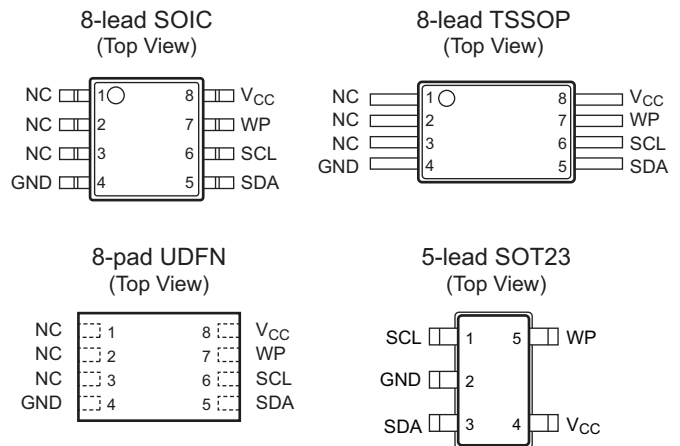 8-lead SOIC
(Top View)
NC 1 8 VCC
NC 2 7 WP
NC 3 6 SCL
GND 4 5 SDA
8-lead TSSOP
(Top View)
NC 1 8 VCC
NC 2 7 WP
NC 3 6 SCL
GND 4 5 SDA
8-pad UDFN
(Top View)
NC 1 8 VCC
NC 2 7 WP
NC 3 6 SCL
GND 4 5 SDA
5-lead SOT23
(Top View)
SCL 1 5 WP
GND 2
SDA 3 4 VCC